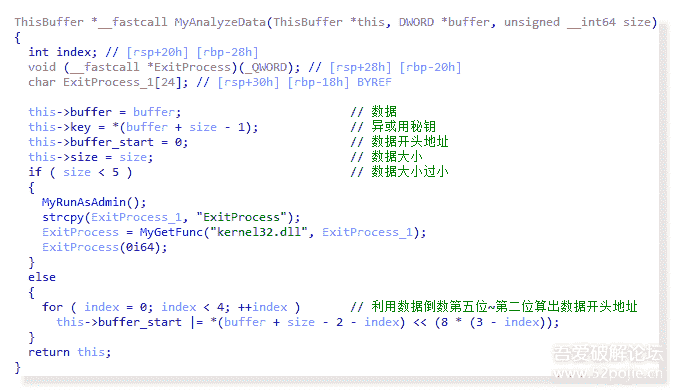 ThisBuffer *__fastcall MyAnalyzeData(ThisBuffer *this, DWORD *buffer, unsigned __int64 size)
{
  int index; // [rsp+20h] [rbp-28h]
  void (__fastcall *ExitProcess)(_QWORD); // [rsp+28h] [rbp-20h]
  char ExitProcess_1[24]; // [rsp+30h] [rbp-18h] BYREF

  this->buffer = buffer;                        // 数据
  this->key = *(buffer + size - 1);             // 异或用秘钥
  this->buffer_start = 0;                       // 数据开头地址
  this->size = size;                            // 数据大小
  if ( size < 5 )                               // 数据大小过小
  {
    MyRunAsAdmin();
    strcpy(ExitProcess_1, "ExitProcess");
    ExitProcess = MyGetFunc("kernel32.dll", ExitProcess_1);
    ExitProcess(0i64);
  }
  else
  {
    for ( index = 0; index < 4; ++index )       // 利用数据倒数第五位~第二位算出数据开头地址
      this->buffer_start |= *(buffer + size - 2 - index) << (8 * (3 - index));
  }
  return this;
}
吾爱破解论坛
www.52pojie.cn